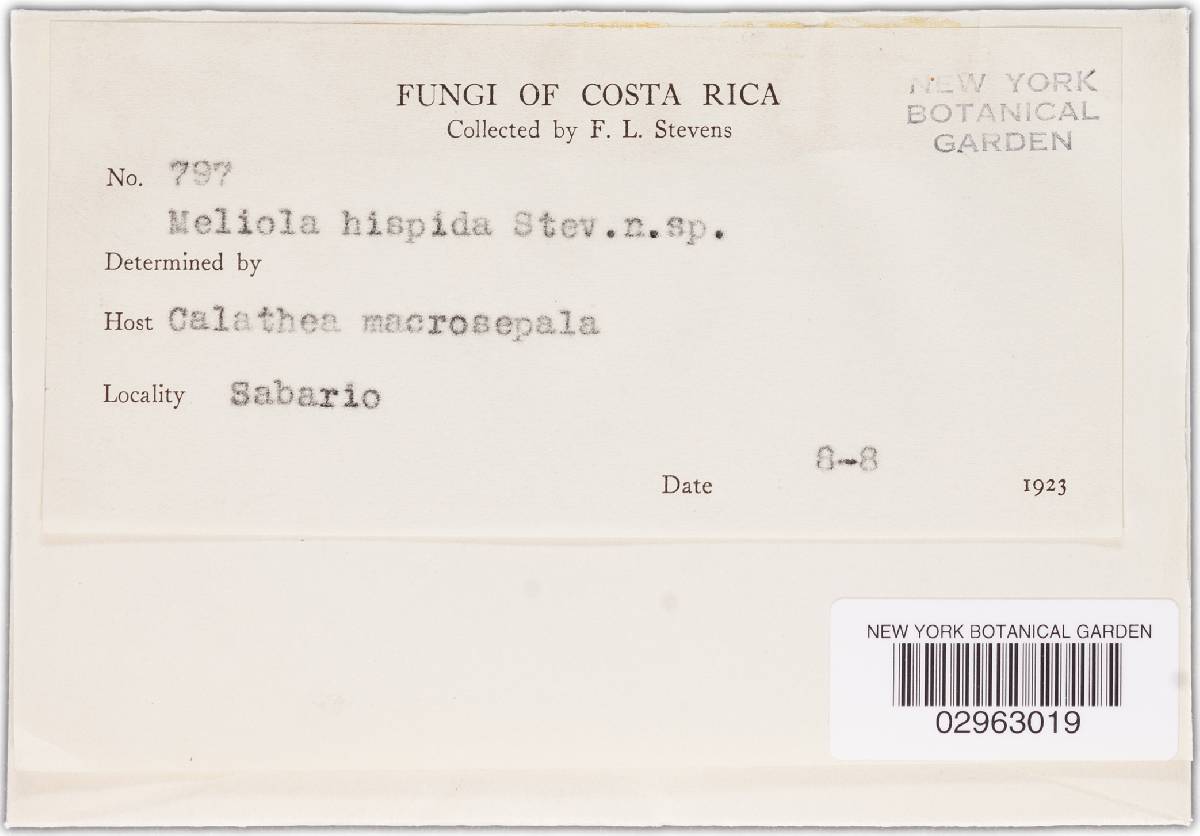 FUNGI OF COSTA RICA
Collected by F. L. Stevens
NEW YORK
BOTANICAL
GARDEN
No. 797
Meliola hispida Stev.n.sp.
Determined by
Host Calathea macrosepala
Locality Sabario
Date 8-8 1923
NEW YORK BOTANICAL GARDEN
02963019